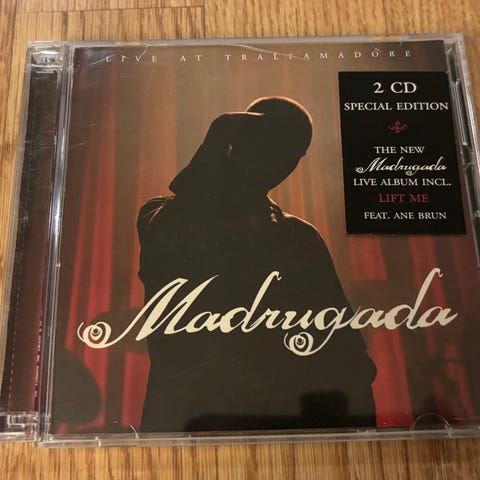 LIVE AT TRALFAMADORE
2 CD
SPECIAL EDITION
THE NEW
Madrugada
LIVE ALBUM INCL.
LIFT ME
FEAT. ANE BRUN
Madrugada